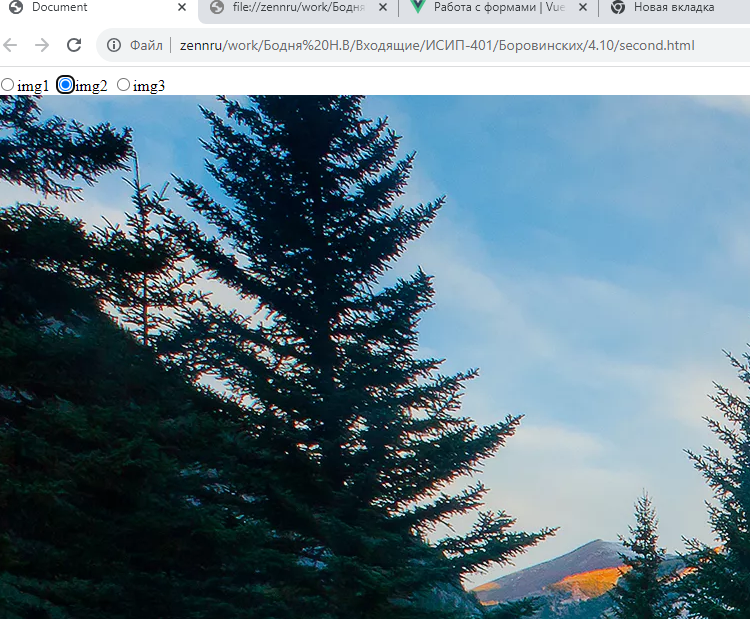 Document file://zennru/work/Бодня Работа с формами | Vue Новая вкладка
Файл zennru/work/Бодня%20Н.В/Входящие/ИСИП-401/Боровинских/4.10/second.html
img1 img2 img3